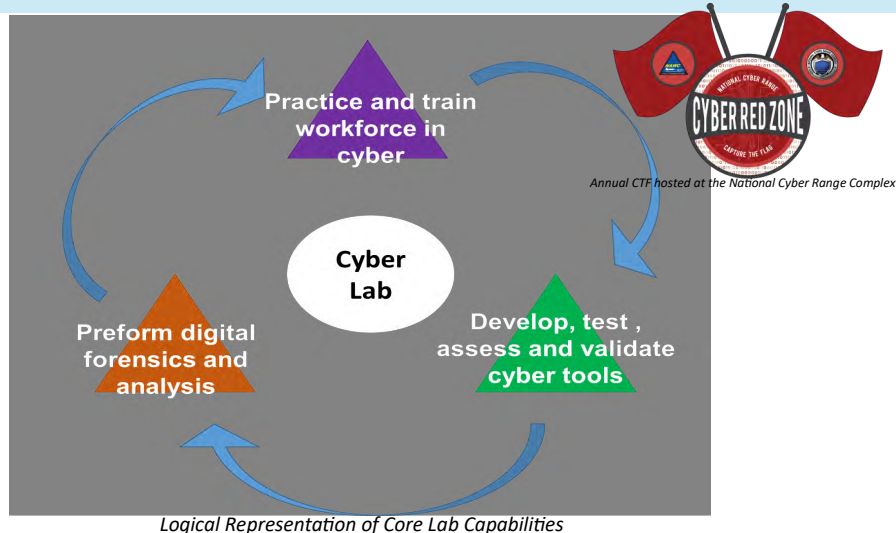 Practice and train
workforce in
cyber
NATIONAL CYBER RANGE
CYBER RED ZONE
CAPTURE THE FLAG
Annual CTF hosted at the National Cyber Range Complex
Cyber
Lab
Preform digital
forensics and
analysis
Develop, test ,
assess and validate
cyber tools
Logical Representation of Core Lab Capabilities